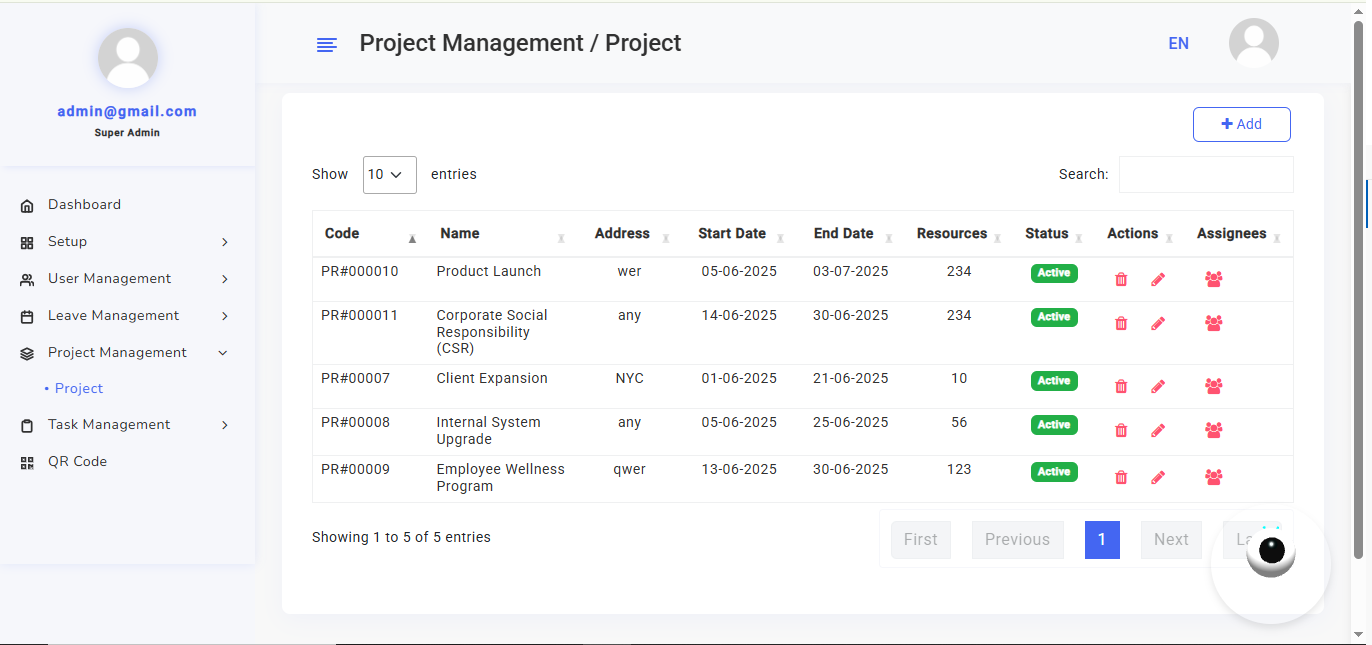 admin@gmail.com
Super Admin
Dashboard
Setup
User Management
Leave Management
Project Management
• Project
Task Management
QR Code
Project Management / Project
EN
+ Add
Show 10 entries
Search:
Code Name Address Start Date End Date Resources Status Actions Assignees
PR#000010 Product Launch wer 05-06-2025 03-07-2025 234 Active
PR#000011 Corporate Social any 14-06-2025 30-06-2025 234 Active
Responsibility
(CSR)
PR#00007 Client Expansion NYC 01-06-2025 21-06-2025 10 Active
PR#00008 Internal System any 05-06-2025 25-06-2025 56 Active
Upgrade
PR#00009 Employee Wellness qwer 13-06-2025 30-06-2025 123 Active
Program
Showing 1 to 5 of 5 entries
First Previous 1 Next